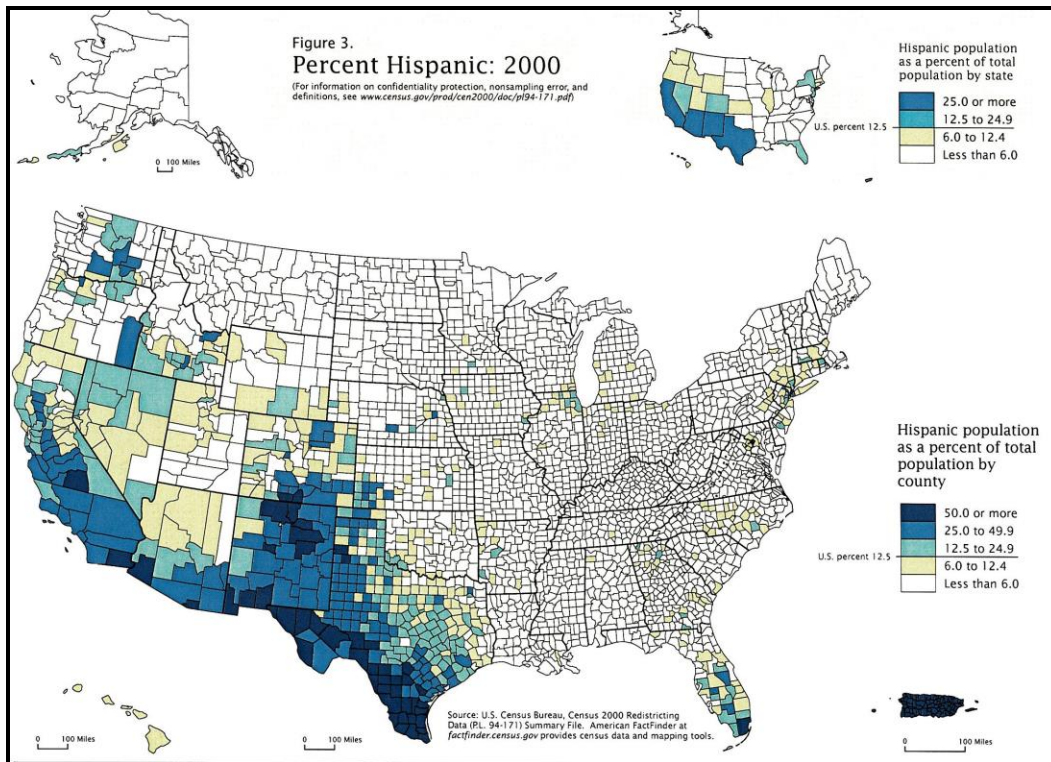 Figure 3.
Percent Hispanic: 2000
(For information on confidentiality protection, nonsampling error, and
definitions, see www.census.gov/prod/cen2000/doc/pl94-171.pdf)
0 100 Miles
Hispanic population
as a percent of total
population by state
25.0 or more
12.5 to 24.9
U.S. percent 12.5
6.0 to 12.4
Less than 6.0
Hispanic population
as a percent of total
population by
county
50.0 or more
25.0 to 49.9
12.5 to 24.9
U.S. percent 12.5
6.0 to 12.4
Less than 6.0
Source: U.S. Census Bureau, Census 2000 Redistricting
Data (P.L. 94-171) Summary File. American FactFinder at
factfinder.census.gov provides census data and mapping tools.
0 100 Miles
0 100 Miles
0 100 Miles